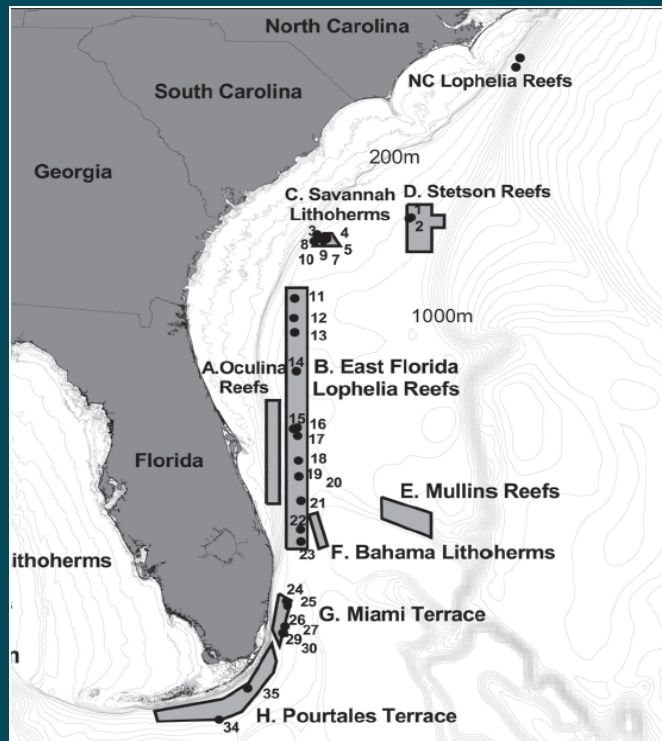 North Carolina
NC Lophelia Reefs
South Carolina
200m
Georgia
C. Savannah
Lithoherms
D. Stetson Reefs
1
2
3
4
8
5
10
9
7
11
12
1000m
13
14
A.Oculina
Reefs
B. East Florida
Lophelia Reefs
15
16
17
Florida
18
19
20
21
E. Mullins Reefs
22
23
F. Bahama Lithoherms
ithoherms
24
25
G. Miami Terrace
26
27
29
30
n
35
34
H. Pourtales Terrace